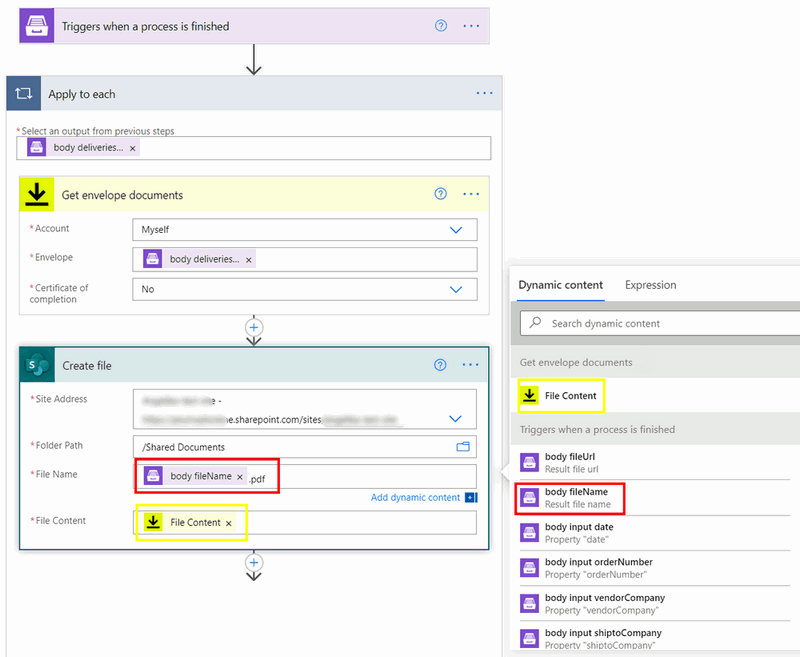 Triggers when a process is finished
Apply to each
*Select an output from previous steps
body deliveries... ×
Get envelope documents
*Account
Myself
*Envelope
body deliveries... ×
*Certificate of
completion
No
Create file
*Site Address
-
e.sharepoint.com/sites
*Folder Path
/Shared Documents
*File Name
body fileName × .pdf
Add dynamic content
*File Content
File Content ×
Dynamic content
Expression
Search dynamic content
Get envelope documents
File Content
Triggers when a process is finished
body fileUrl
Result file url
body fileName
Result file name
body input date
Property "date"
body input orderNumber
Property "orderNumber"
body input vendorCompany
Property "vendorCompany"
body input shiptoCompany
Property "shiptoCompany"